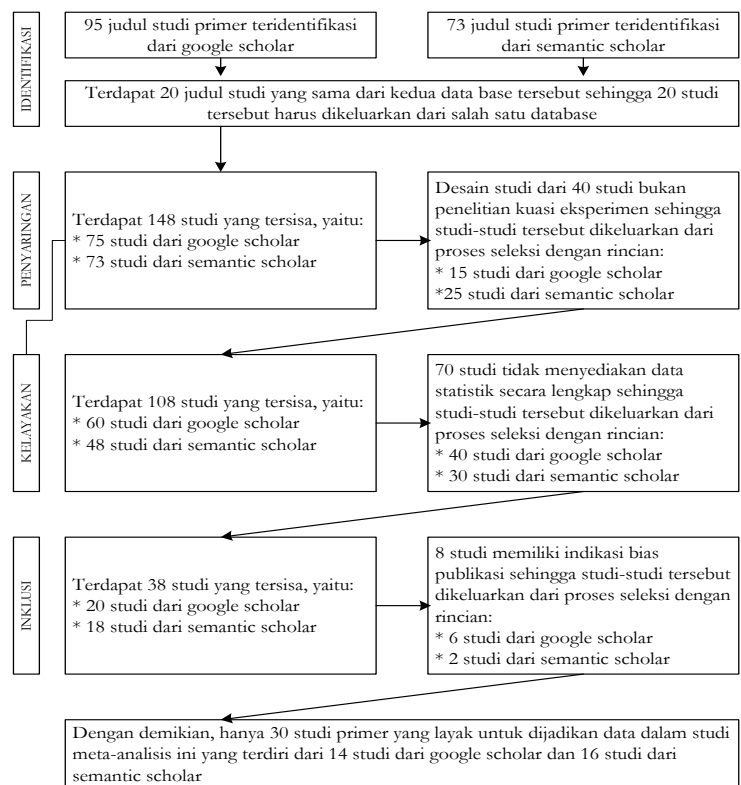 IDENTIFIKASI
95 judul studi primer teridentifikasi
dari google scholar
73 judul studi primer teridentifikasi
dari semantic scholar
Terdapat 20 judul studi yang sama dari kedua data base tersebut sehingga 20 studi
tersebut harus dikeluarkan dari salah satu database
PENYARINGAN
Terdapat 148 studi yang tersisa, yaitu:
* 75 studi dari google scholar
* 73 studi dari semantic scholar
Desain studi dari 40 studi bukan
penelitian kuasi eksperimen sehingga
studi-studi tersebut dikeluarkan dari
proses seleksi dengan rincian:
* 15 studi dari google scholar
*25 studi dari semantic scholar
KELAYAKAN
Terdapat 108 studi yang tersisa, yaitu:
* 60 studi dari google scholar
* 48 studi dari semantic scholar
70 studi tidak menyediakan data
statistik secara lengkap sehingga
studi-studi tersebut dikeluarkan dari
proses seleksi dengan rincian:
* 40 studi dari google scholar
* 30 studi dari semantic scholar
INKLUSI
Terdapat 38 studi yang tersisa, yaitu:
* 20 studi dari google scholar
* 18 studi dari semantic scholar
8 studi memiliki indikasi bias
publikasi sehingga studi-studi tersebut
dikeluarkan dari proses seleksi dengan
rincian:
* 6 studi dari google scholar
* 2 studi dari semantic scholar
Dengan demikian, hanya 30 studi primer yang layak untuk dijadikan data dalam studi
meta-analisis ini yang terdiri dari 14 studi dari google scholar dan 16 studi dari
semantic scholar